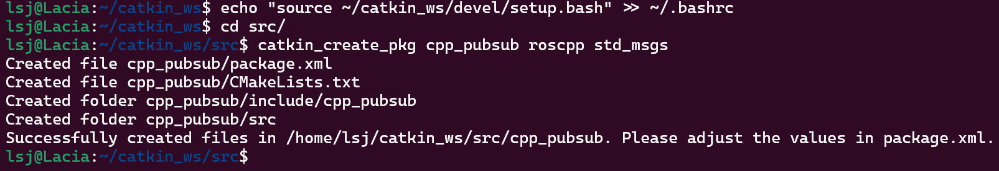 lsj@Lacia:~/catkin_ws$ echo "source ~/catkin_ws/devel/setup.bash" >> ~/.bashrc
lsj@Lacia:~/catkin_ws$ cd src/
lsj@Lacia:~/catkin_ws/src$ catkin_create_pkg cpp_pubsub roscpp std_msgs
Created file cpp_pubsub/package.xml
Created file cpp_pubsub/CMakeLists.txt
Created folder cpp_pubsub/include/cpp_pubsub
Created folder cpp_pubsub/src
Successfully created files in /home/lsj/catkin_ws/src/cpp_pubsub. Please adjust the values in package.xml.
lsj@Lacia:~/catkin_ws/src$